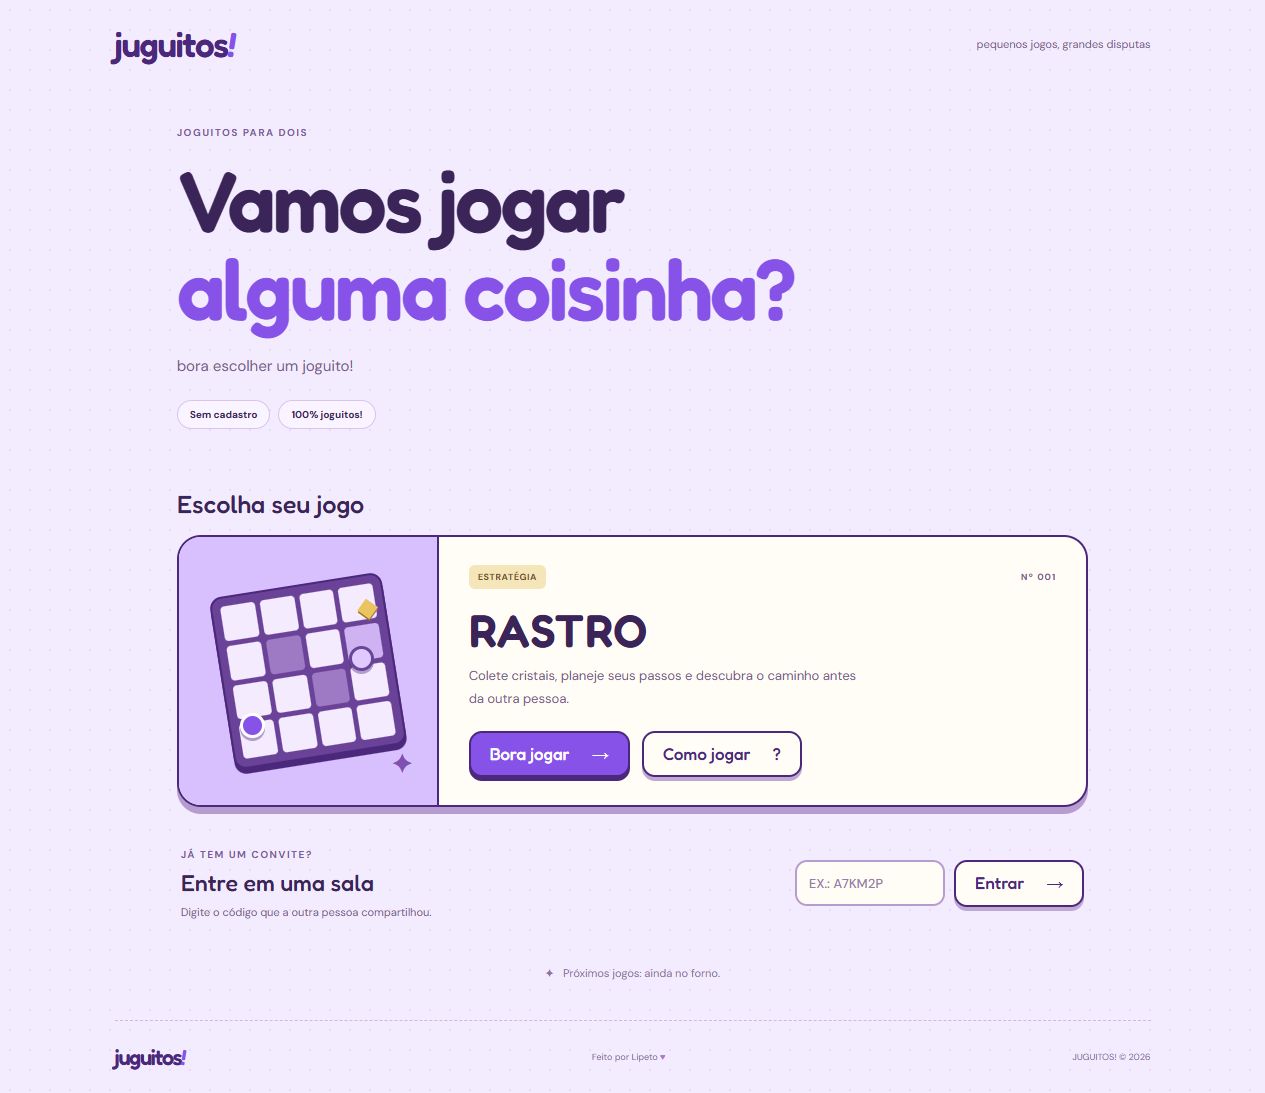 juguitos!
pequenos jogos, grandes disputas
JOGUITOS PARA DOIS
Vamos jogar
alguma coisinha?
bora escolher um joguito!
Sem cadastro
100% joguitos!
Escolha seu jogo
ESTRATÉGIA
Nº 001
RASTRO
Colete cristais, planeje seus passos e descubra o caminho antes
da outra pessoa.
Bora jogar →
Como jogar ?
JÁ TEM UM CONVITE?
Entre em uma sala
Digite o código que a outra pessoa compartilhou.
EX.: A7KM2P
Entrar →
✦ Próximos jogos: ainda no forno.
juguitos!
Feito por Lipeto ♥
JUGUITOS! © 2026